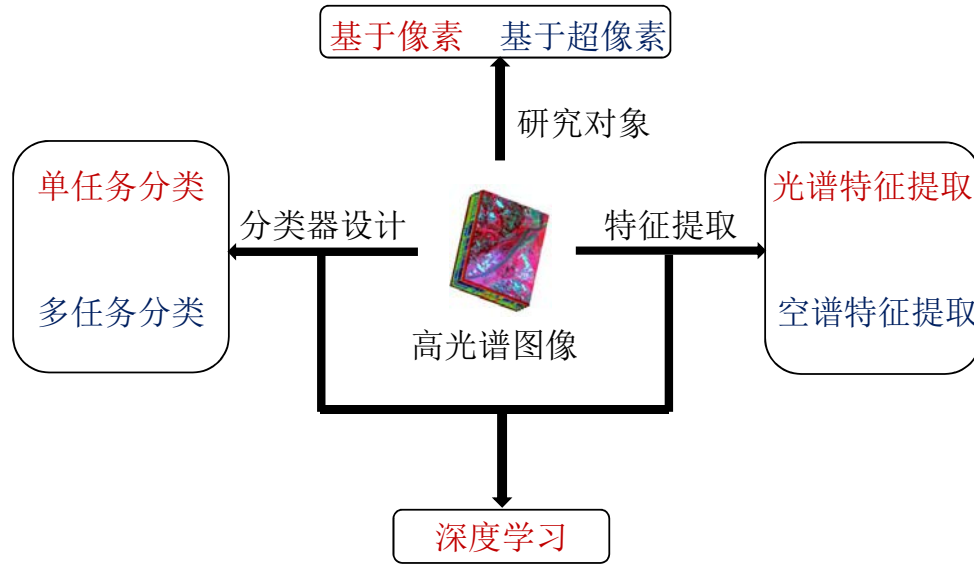 基于像素 基于超像素
研究对象
单任务分类
光谱特征提取
分类器设计
特征提取
多任务分类
空谱特征提取
高光谱图像
深度学习